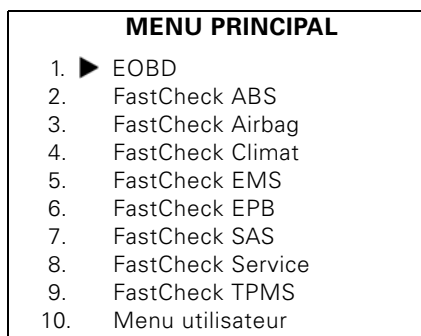 MENU PRINCIPAL
1. ▶ EOBD
2. FastCheck ABS
3. FastCheck Airbag
4. FastCheck Climat
5. FastCheck EMS
6. FastCheck EPB
7. FastCheck SAS
8. FastCheck Service
9. FastCheck TPMS
10. Menu utilisateur